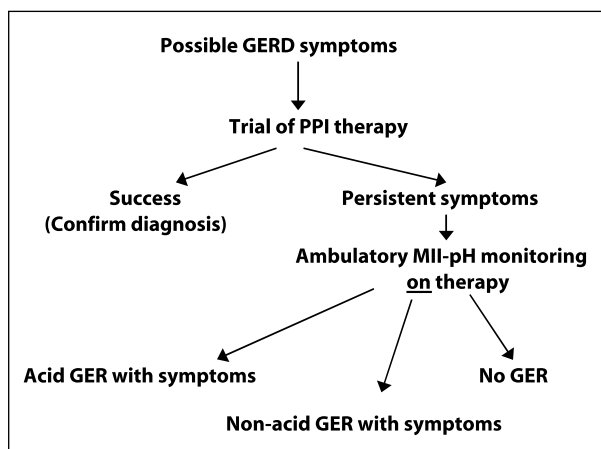 Possible GERD symptoms
Trial of PPI therapy
Success
(Confirm diagnosis)
Persistent symptoms
Ambulatory MII-pH monitoring
on therapy
Acid GER with symptoms
No GER
Non-acid GER with symptoms